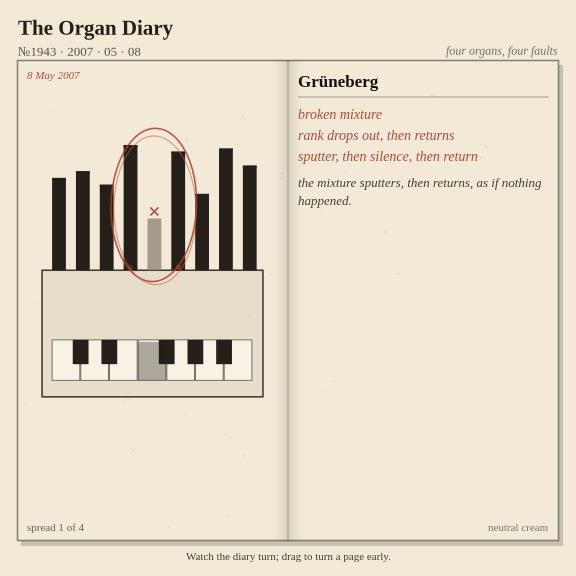 The Organ Diary
№1943 · 2007 · 05 · 08
four organs, four faults
8 May 2007
spread 1 of 4
Grüneberg
broken mixture
rank drops out, then returns
sputter, then silence, then return
the mixture sputters, then returns, as if nothing
happened.
neutral cream
Watch the diary turn; drag to turn a page early.